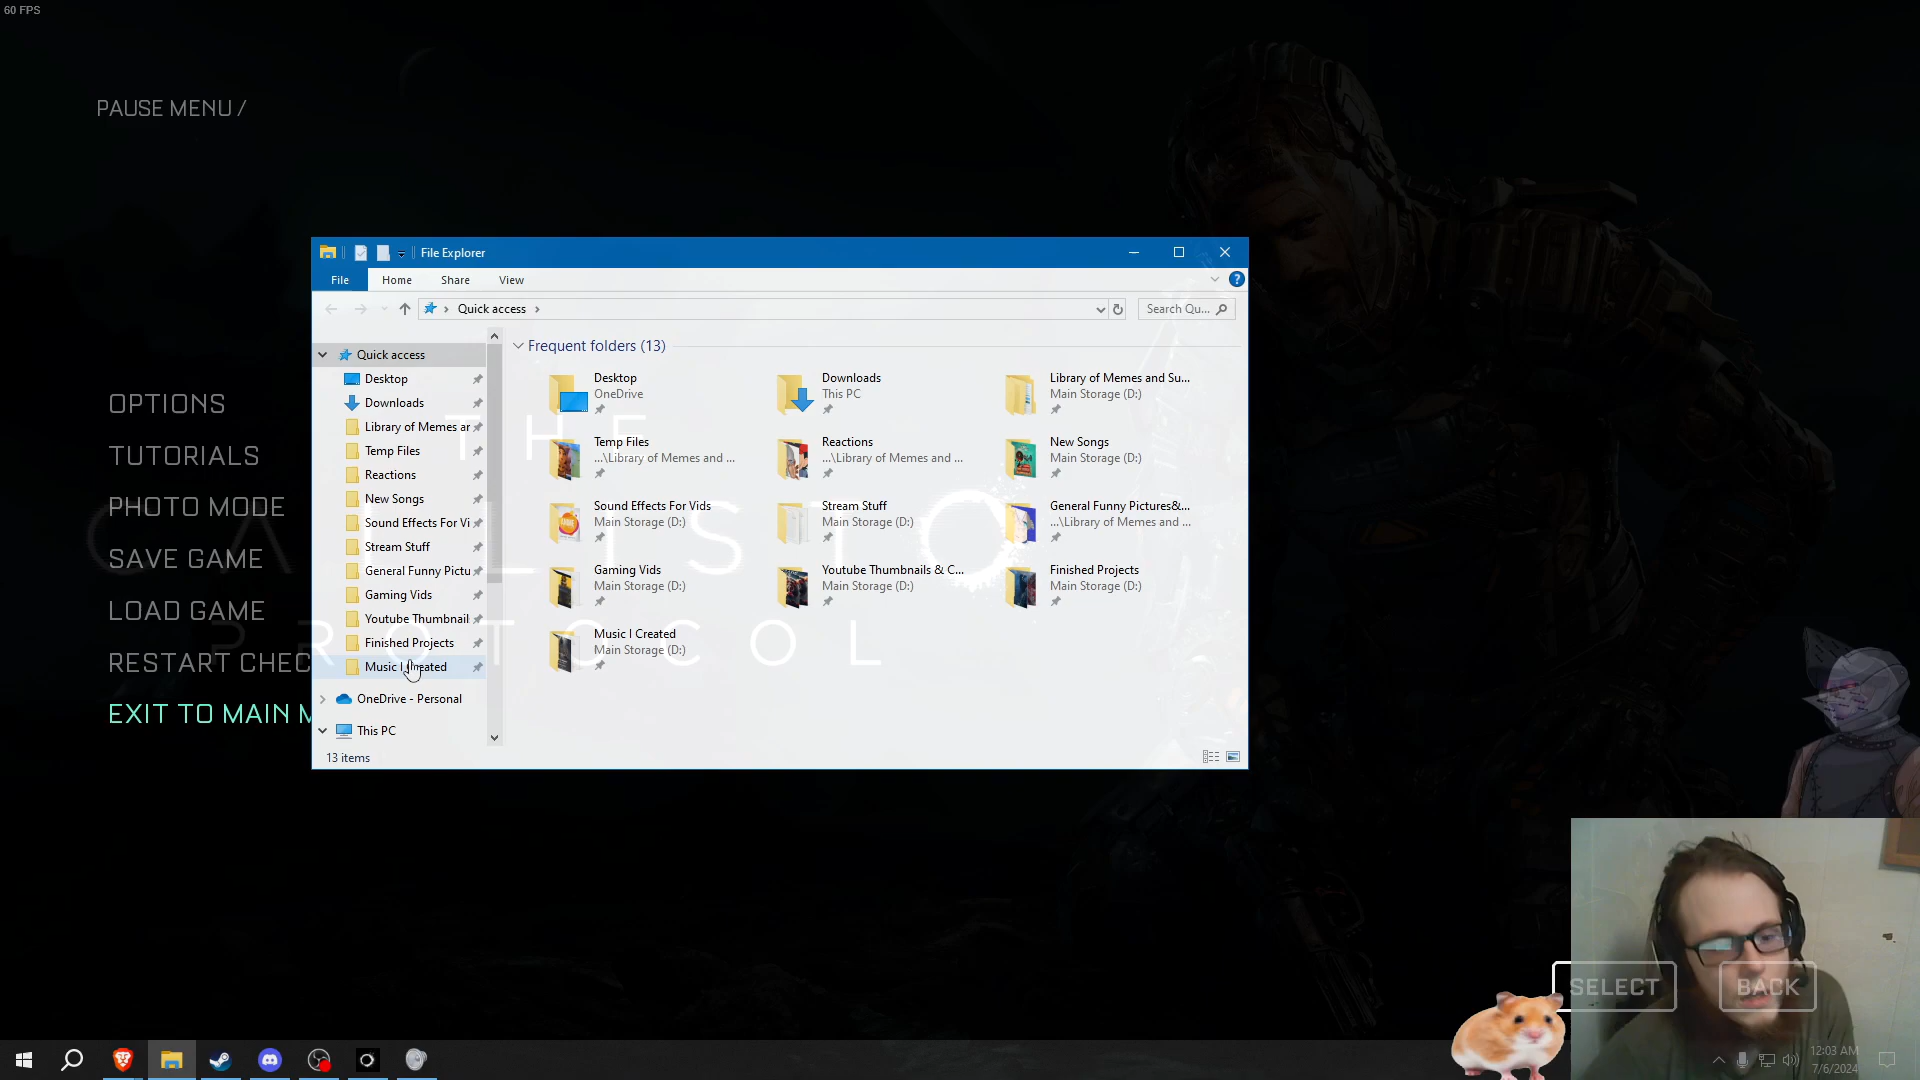 60 FPS
PAUSE MENU /
File Explorer
File
Home
Share
View
Quick access
Search Qu...
Quick access
Desktop
Downloads
Library of Memes ar
Temp Files
Reactions
New Songs
Sound Effects For Vi
Stream Stuff
General Funny Pictu
Gaming Vids
Youtube Thumbnail
Finished Projects
Music I Created
OneDrive - Personal
This PC
Frequent folders (13)
Desktop
OneDrive
Downloads
This PC
Library of Memes and Su...
Main Storage (D:)
Temp Files
...\Library of Memes and ...
Reactions
...\Library of Memes and ...
New Songs
Main Storage (D:)
Sound Effects For Vids
Main Storage (D:)
Stream Stuff
Main Storage (D:)
General Funny Pictures&...
...\Library of Memes and ...
Gaming Vids
Main Storage (D:)
Youtube Thumbnails & C...
Main Storage (D:)
Finished Projects
Main Storage (D:)
Music I Created
Main Storage (D:)
13 items
THE
CALLISTO
PROTOCOL
OPTIONS
TUTORIALS
PHOTO MODE
SAVE GAME
LOAD GAME
RESTART CHEC
EXIT TO MAIN M
SELECT
BACK
12:03 AM
7/6/2024